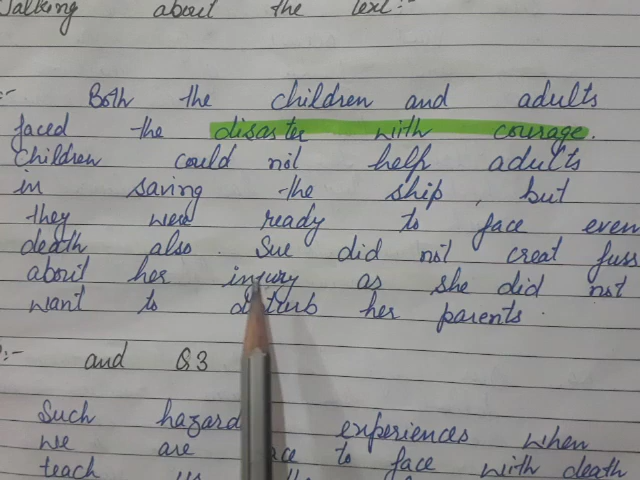 Talking about the text:-
:- Both the children and adults
faced the disaster with courage.
Children could not help adults
in saving the ship, but
they were ready to face even
death also. Sue did not creat fuss
about her injury as she did not
want to disturb her parents.
:- and Q3
Such experiences when
we are to face with death
teach us the